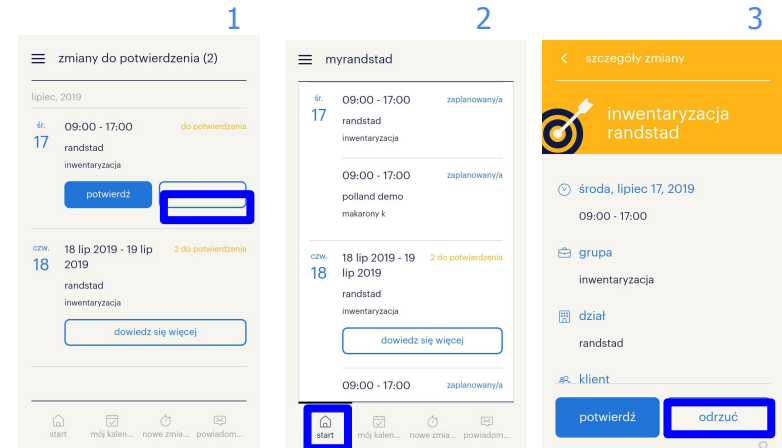 1
zmiany do potwierdzenia (2)
lipiec, 2019
śr.
17
09:00 - 17:00
do potwierdzenia
randstad
inwentaryzacja
potwierdź
czw.
18
18 lip 2019 - 19 lip
2019
2 do potwierdzenia
randstad
inwentaryzacja
dowiedz się więcej
start
mój kalen...
nowe zmia...
powiadom...
2
myrandstad
śr.
17
09:00 - 17:00
zaplanowany/a
randstad
inwentaryzacja
09:00 - 17:00
zaplanowany/a
polland demo
makarony k
czw.
18
18 lip 2019 - 19
lip 2019
2 do potwierdzenia
randstad
inwentaryzacja
dowiedz się więcej
09:00 - 17:00
zaplanowany/a
start
mój kalen...
nowe zmia...
powiadom...
3
szczegóły zmiany
inwentaryzacja
randstad
środa, lipiec 17, 2019
09:00 - 17:00
grupa
inwentaryzacja
dział
randstad
klient
potwierdź
odrzuć